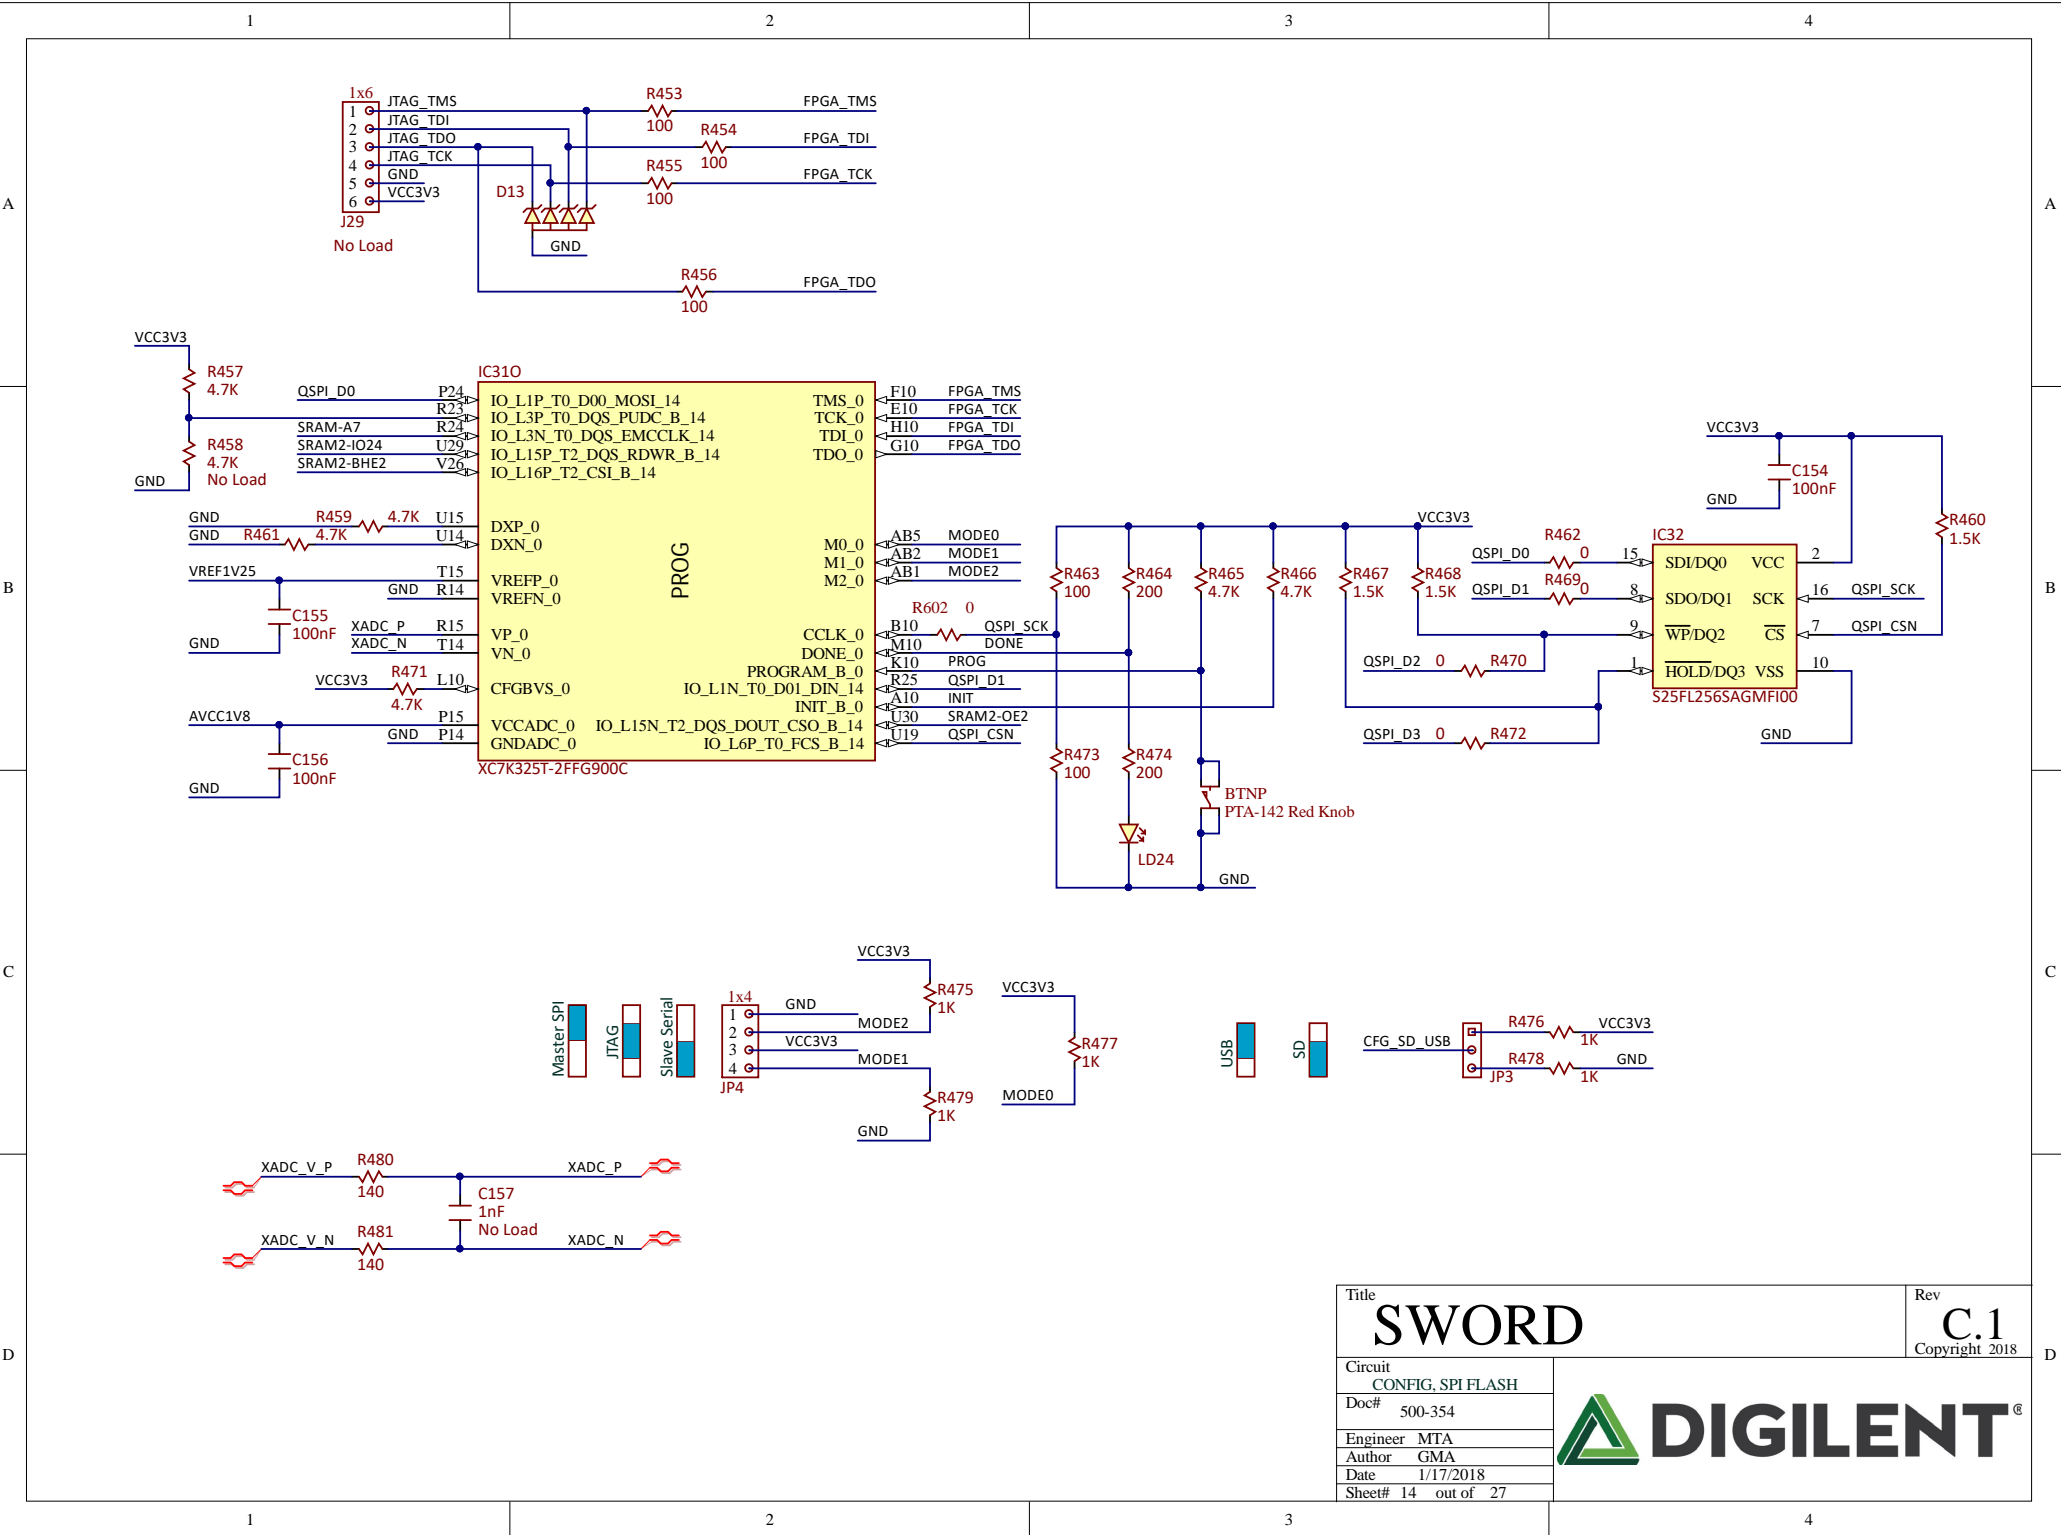 1 2 3 4
A A
B B
C C
D D
1x6
1 JTAG_TMS
2 JTAG_TDI
3 JTAG_TDO
4 JTAG_TCK
5 GND
6 VCC3V3
J29
No Load
D13
GND
R453
100
FPGA_TMS
R454
100
FPGA_TDI
R455
100
FPGA_TCK
R456
100
FPGA_TDO
VCC3V3
R457
4.7K
R458
4.7K
No Load
GND
IC31O
QSPI_D0 P24 IO_L1P_T0_D00_MOSI_14
R23 IO_L3P_T0_DQS_PUDC_B_14
SRAM-A7 R24 IO_L3N_T0_DQS_EMCCLK_14
SRAM2-IO24 U29 IO_L15P_T2_DQS_RDWR_B_14
SRAM2-BHE2 V26 IO_L16P_T2_CSI_B_14
GND R459 4.7K U15 DXP_0
GND R461 4.7K U14 DXN_0
VREF1V25 T15 VREFP_0
GND R14 VREFN_0
C155
100nF
GND
XADC_P R15 VP_0
XADC_N T14 VN_0
VCC3V3 R471 4.7K L10 CFGBVS_0
AVCC1V8 P15 VCCADC_0
GND P14 GNDADC_0
C156
100nF
GND
PROG
XC7K325T-2FFG900C
TMS_0 F10 FPGA_TMS
TCK_0 E10 FPGA_TCK
TDI_0 H10 FPGA_TDI
TDO_0 G10 FPGA_TDO
M0_0 AB5 MODE0
M1_0 AB2 MODE1
M2_0 AB1 MODE2
R602 0
CCLK_0 B10 QSPI_SCK
DONE_0 M10 DONE
PROGRAM_B_0 K10 PROG
IO_L1N_T0_D01_DIN_14 R25 QSPI_D1
INIT_B_0 A10 INIT
IO_L15N_T2_DQS_DOUT_CSO_B_14 U30 SRAM2-OE2
IO_L6P_T0_FCS_B_14 U19 QSPI_CSN
VCC3V3
R463
100
R464
200
R465
4.7K
R466
4.7K
R467
1.5K
R468
1.5K
R473
100
R474
200
LD24
BTNP
PTA-142 Red Knob
GND
VCC3V3
C154
100nF
GND
R460
1.5K
IC32
QSPI_D0 R462 0 15 SDI/DQ0
QSPI_D1 R469 0 8 SDO/DQ1
9 WP/DQ2
QSPI_D2 0 R470
1 HOLD/DQ3
QSPI_D3 0 R472
VCC 2
SCK 16 QSPI_SCK
CS 7 QSPI_CSN
VSS 10
GND
S25FL256SAGMFI00
Master SPI
JTAG
Slave Serial
1x4
1 GND
2 MODE2
3 VCC3V3
4 MODE1
JP4
VCC3V3
R475
1K
R479
1K
GND
VCC3V3
R477
1K
MODE0
USB
SD
CFG_SD_USB
JP3
R476 1K VCC3V3
R478 1K GND
XADC_V_P R480 140 XADC_P
C157
1nF
No Load
XADC_V_N R481 140 XADC_N
Title
SWORD
Rev
C.1
Copyright 2018
Circuit
CONFIG, SPI FLASH
Doc# 500-354
Engineer MTA
Author GMA
Date 1/17/2018
Sheet# 14 out of 27
DIGILENT®
1 2 3 4